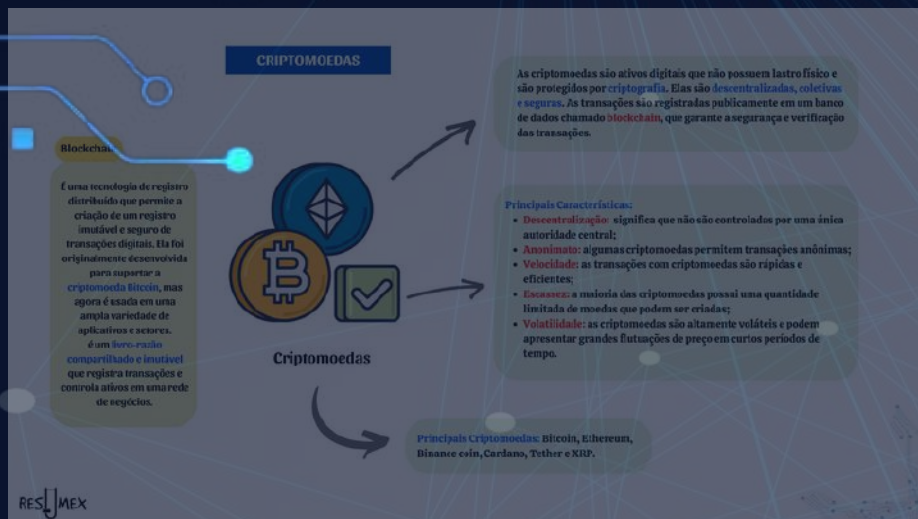 CRIPTOMOEDAS
As criptomoedas são ativos digitais que não possuem lastro físico e
são protegidos por criptografia. Elas são descentralizadas, coletivas
e seguras. As transações são registradas publicamente em um banco
de dados chamado blockchain, que garante a segurança e verificação
das transações.
Blockchain
É uma tecnologia de registro
distribuído que permite a
criação de um registro
imutável e seguro de
transações digitais. Ela foi
originalmente desenvolvida
para suportar a
criptomoeda Bitcoin, mas
agora é usada em uma
ampla variedade de
aplicativos e setores.
é um livro-razão
compartilhado e imutável
que registra transações e
controla ativos em uma rede
de negócios.
Principais Características:
• Descentralização: significa que não são controladas por uma única
autoridade central;
• Anonimato: algumas criptomoedas permitem transações anônimas;
• Velocidade: as transações com criptomoedas são rápidas e
eficientes;
• Escassez: a maioria das criptomoedas possui uma quantidade
limitada de moedas que podem ser criadas;
• Volatilidade: as criptomoedas são altamente voláteis e podem
apresentar grandes flutuações de preço em curtos períodos de
tempo.
Criptomoedas
Principais Criptomoedas: Bitcoin, Ethereum,
Binance coin, Cardano, Tether e XRP.
RESUMEX